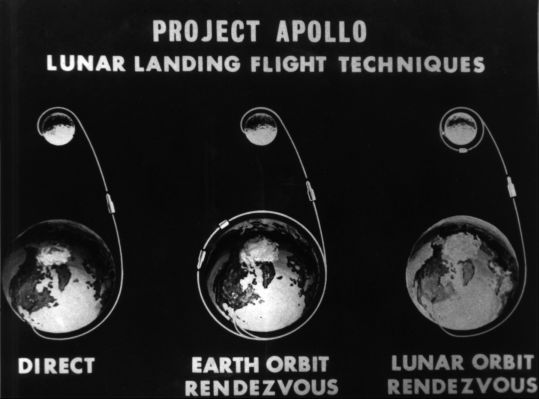 PROJECT APOLLO
LUNAR LANDING FLIGHT TECHNIQUES
DIRECT
EARTH ORBIT
RENDEZVOUS
LUNAR ORBIT
RENDEZVOUS